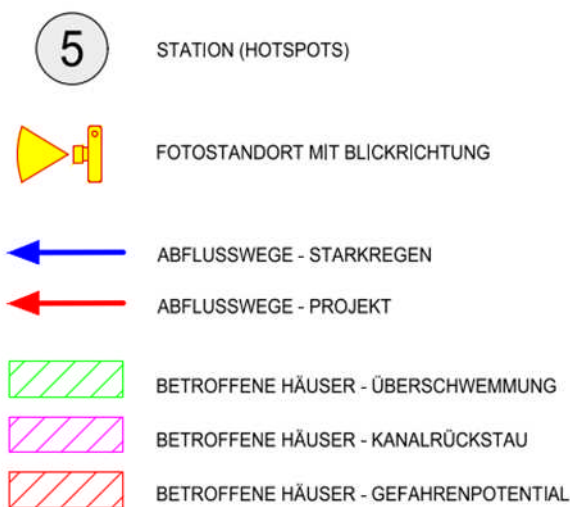 5 STATION (HOTSPOTS)
FOTOSTANDORT MIT BLICKRICHTUNG
ABFLUSSWEGE - STARKREGEN
ABFLUSSWEGE - PROJEKT
BETROFFENE HÄUSER - ÜBERSCHWEMMUNG
BETROFFENE HÄUSER - KANALRÜCKSTAU
BETROFFENE HÄUSER - GEFAHRENPOTENTIAL